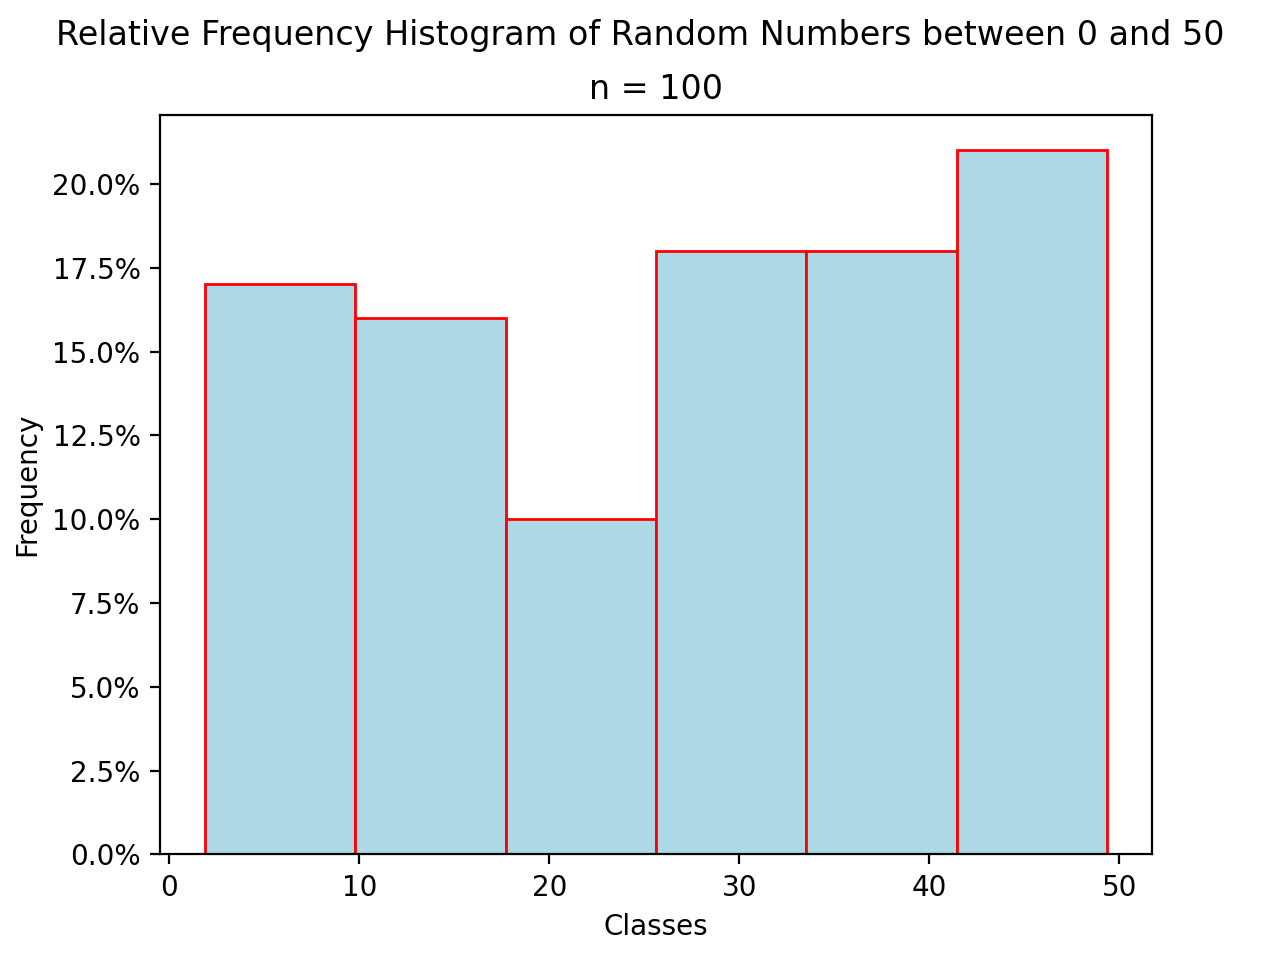 Relative Frequency Histogram of Random Numbers between 0 and 50
n = 100
20.0%
17.5%
15.0%
12.5%
10.0%
7.5%
5.0%
2.5%
0.0%
Frequency
0 10 20 30 40 50
Classes